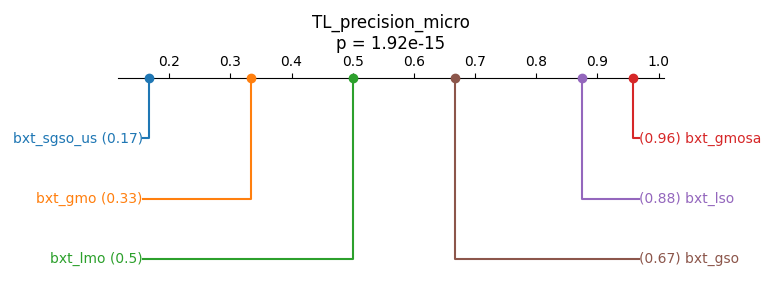 TL_precision_micro
p = 1.92e-15
0.2 0.3 0.4 0.5 0.6 0.7 0.8 0.9 1.0
bxt_sgso_us (0.17) (0.96) bxt_gmosa
bxt_gmo (0.33) (0.88) bxt_lso
bxt_lmo (0.5) (0.67) bxt_gso